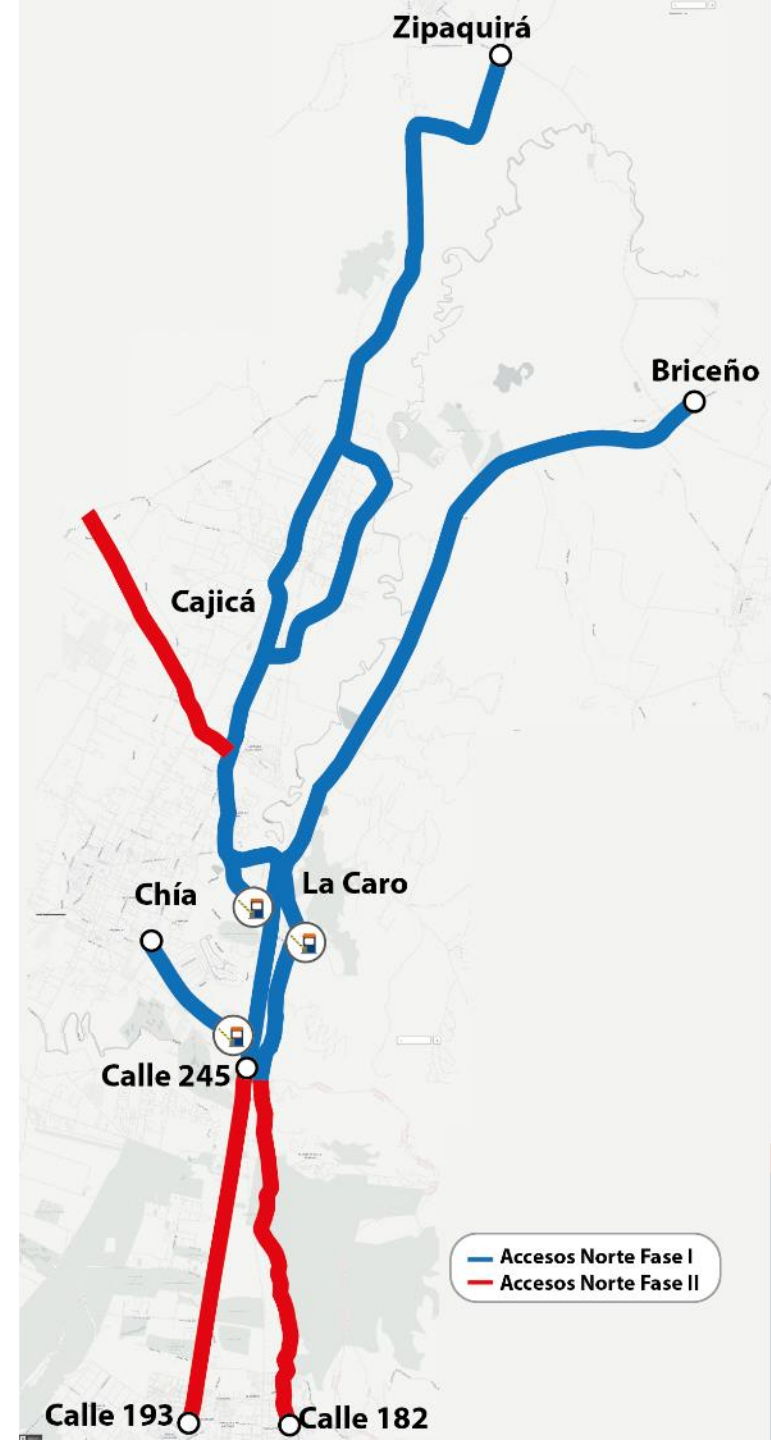 Zipaquirá
Briceño
Cajicá
La Caro
Chía
Calle 245
Accesos Norte Fase I
Accesos Norte Fase II
Calle 193
Calle 182